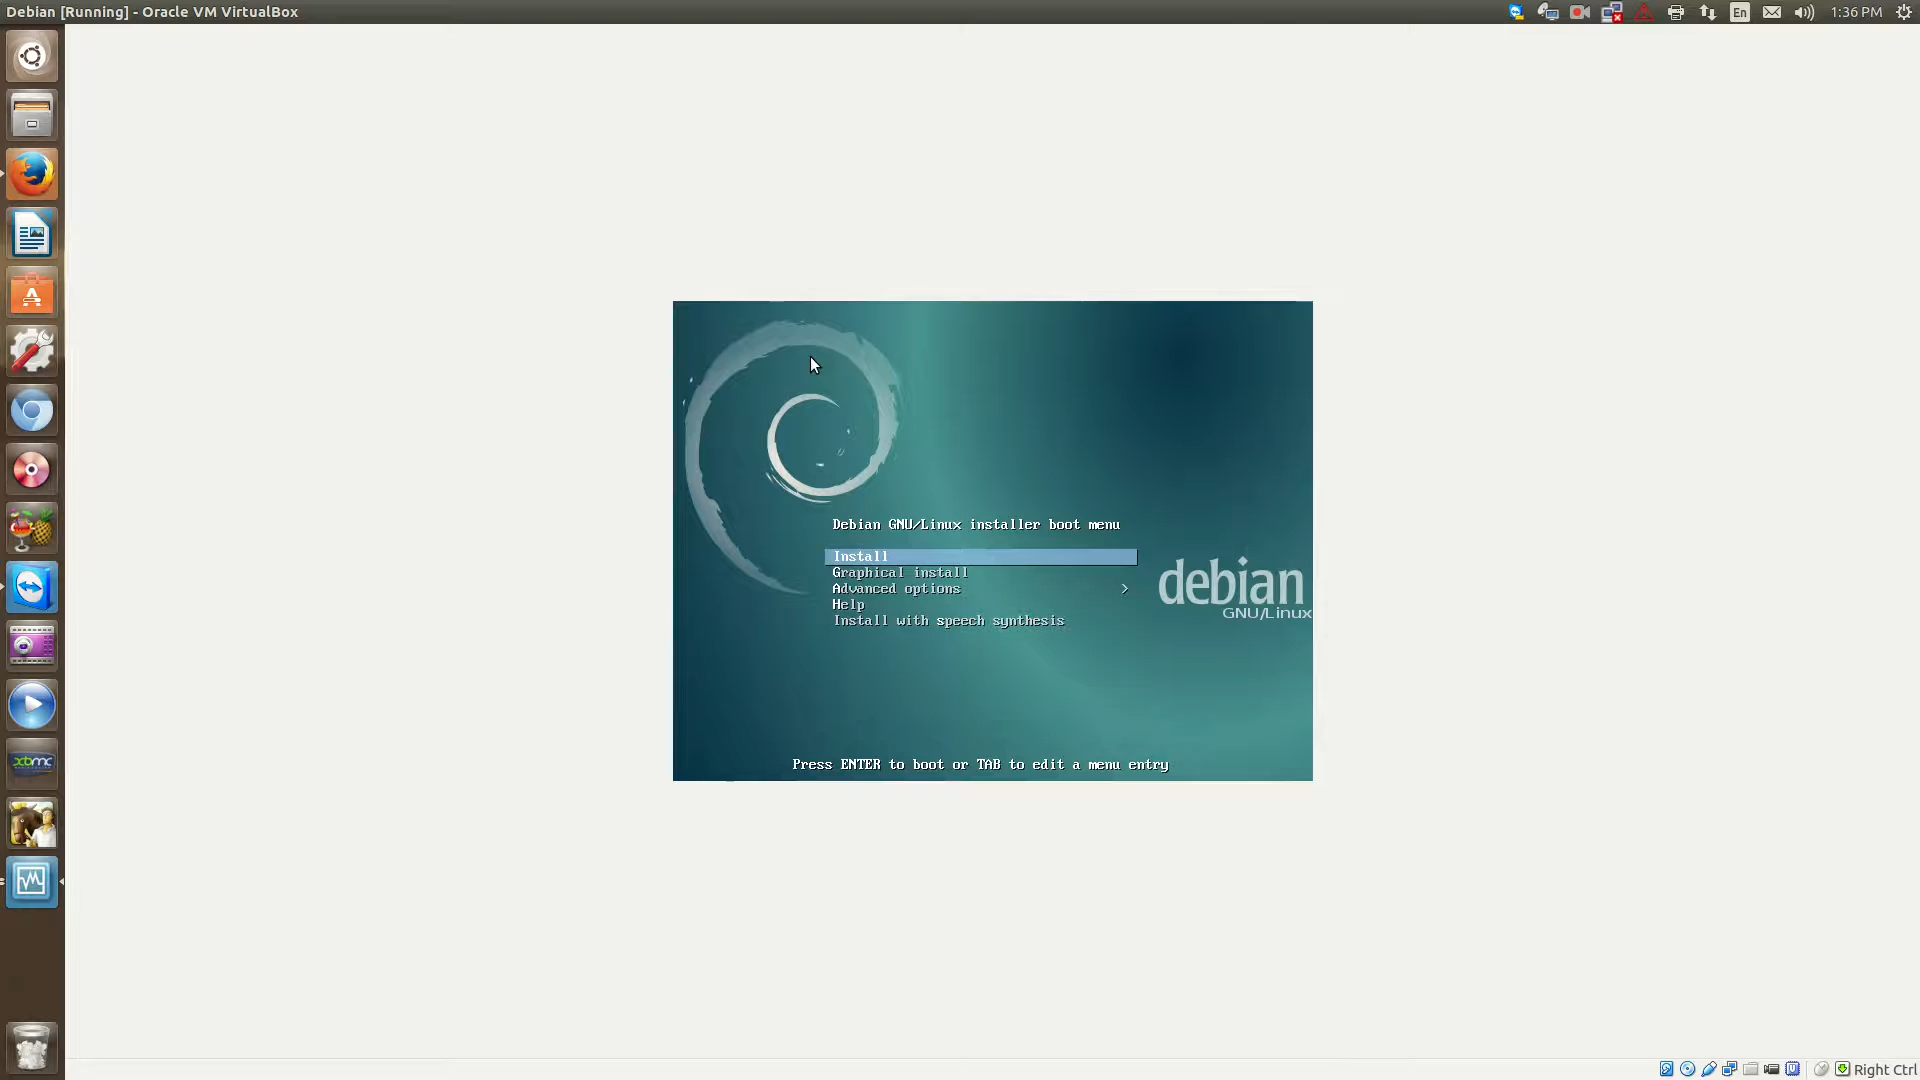 Debian [Running] - Oracle VM VirtualBox
En
1:36 PM
Debian GNU/Linux installer boot menu
Install
Graphical install
Advanced options >
Help
Install with speech synthesis
debian
GNU/Linux
Press ENTER to boot or TAB to edit a menu entry
xbmc
Right Ctrl